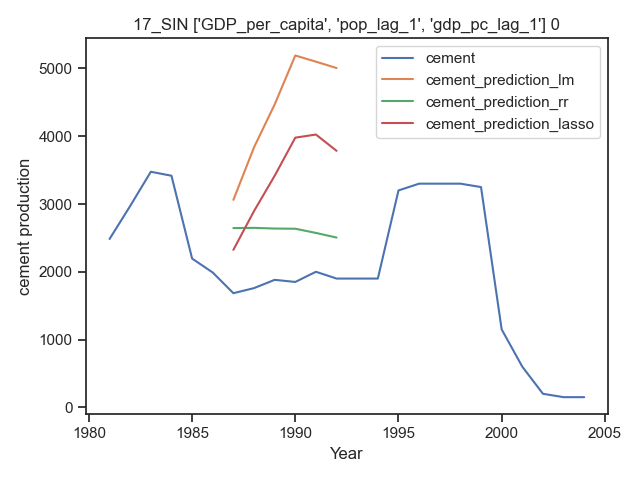 17_SIN ['GDP_per_capita', 'pop_lag_1', 'gdp_pc_lag_1'] 0
cement
cement_prediction_lm
cement_prediction_rr
cement_prediction_lasso
cement production
5000
4000
3000
2000
1000
0
1980
1985
1990
1995
2000
2005
Year